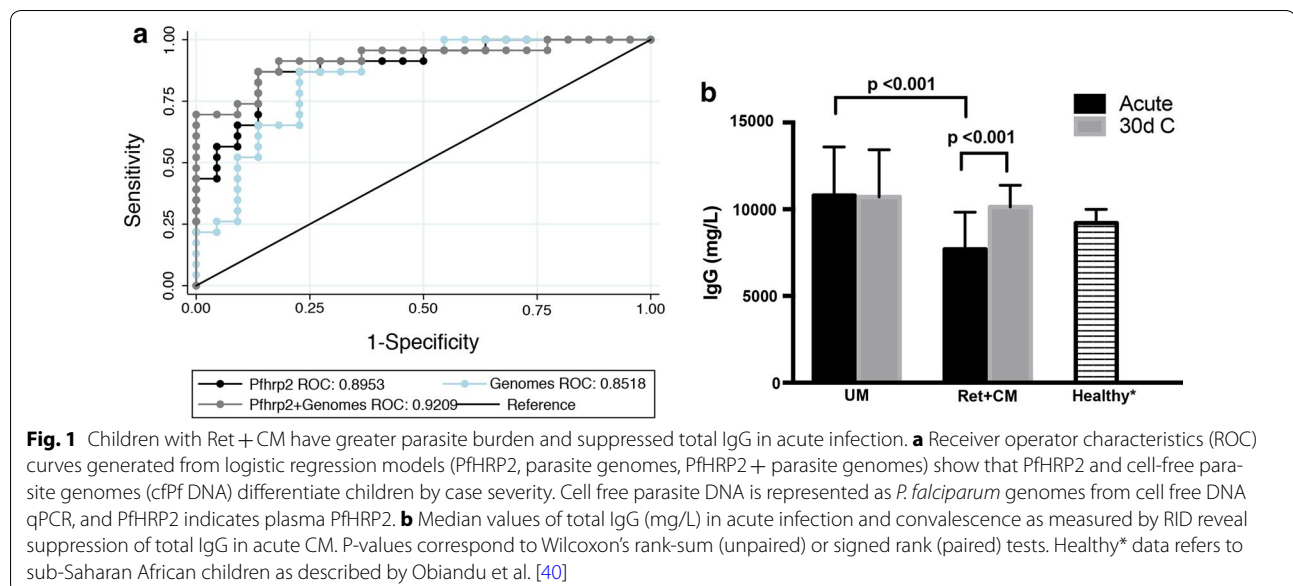 a
1.00
0.75
0.50
0.25
0.00
Sensitivity
0.00 0.25 0.50 0.75 1.00
1-Specificity
Pfhrp2 ROC: 0.8953 Genomes ROC: 0.8518
Pfhrp2+Genomes ROC: 0.9209 Reference
b
p <0.001
Acute
30d C
p <0.001
15000
10000
5000
0
IgG (mg/L)
UM Ret+CM Healthy*
Fig. 1 Children with Ret + CM have greater parasite burden and suppressed total IgG in acute infection. a Receiver operator characteristics (ROC)
curves generated from logistic regression models (PfHRP2, parasite genomes, PfHRP2 + parasite genomes) show that PfHRP2 and cell-free para-
site genomes (cfPf DNA) differentiate children by case severity. Cell free parasite DNA is represented as P. falciparum genomes from cell free DNA
qPCR, and PfHRP2 indicates plasma PfHRP2. b Median values of total IgG (mg/L) in acute infection and convalescence as measured by RID reveal
suppression of total IgG in acute CM. P-values correspond to Wilcoxon's rank-sum (unpaired) or signed rank (paired) tests. Healthy* data refers to
sub-Saharan African children as described by Obiandu et al. [40]